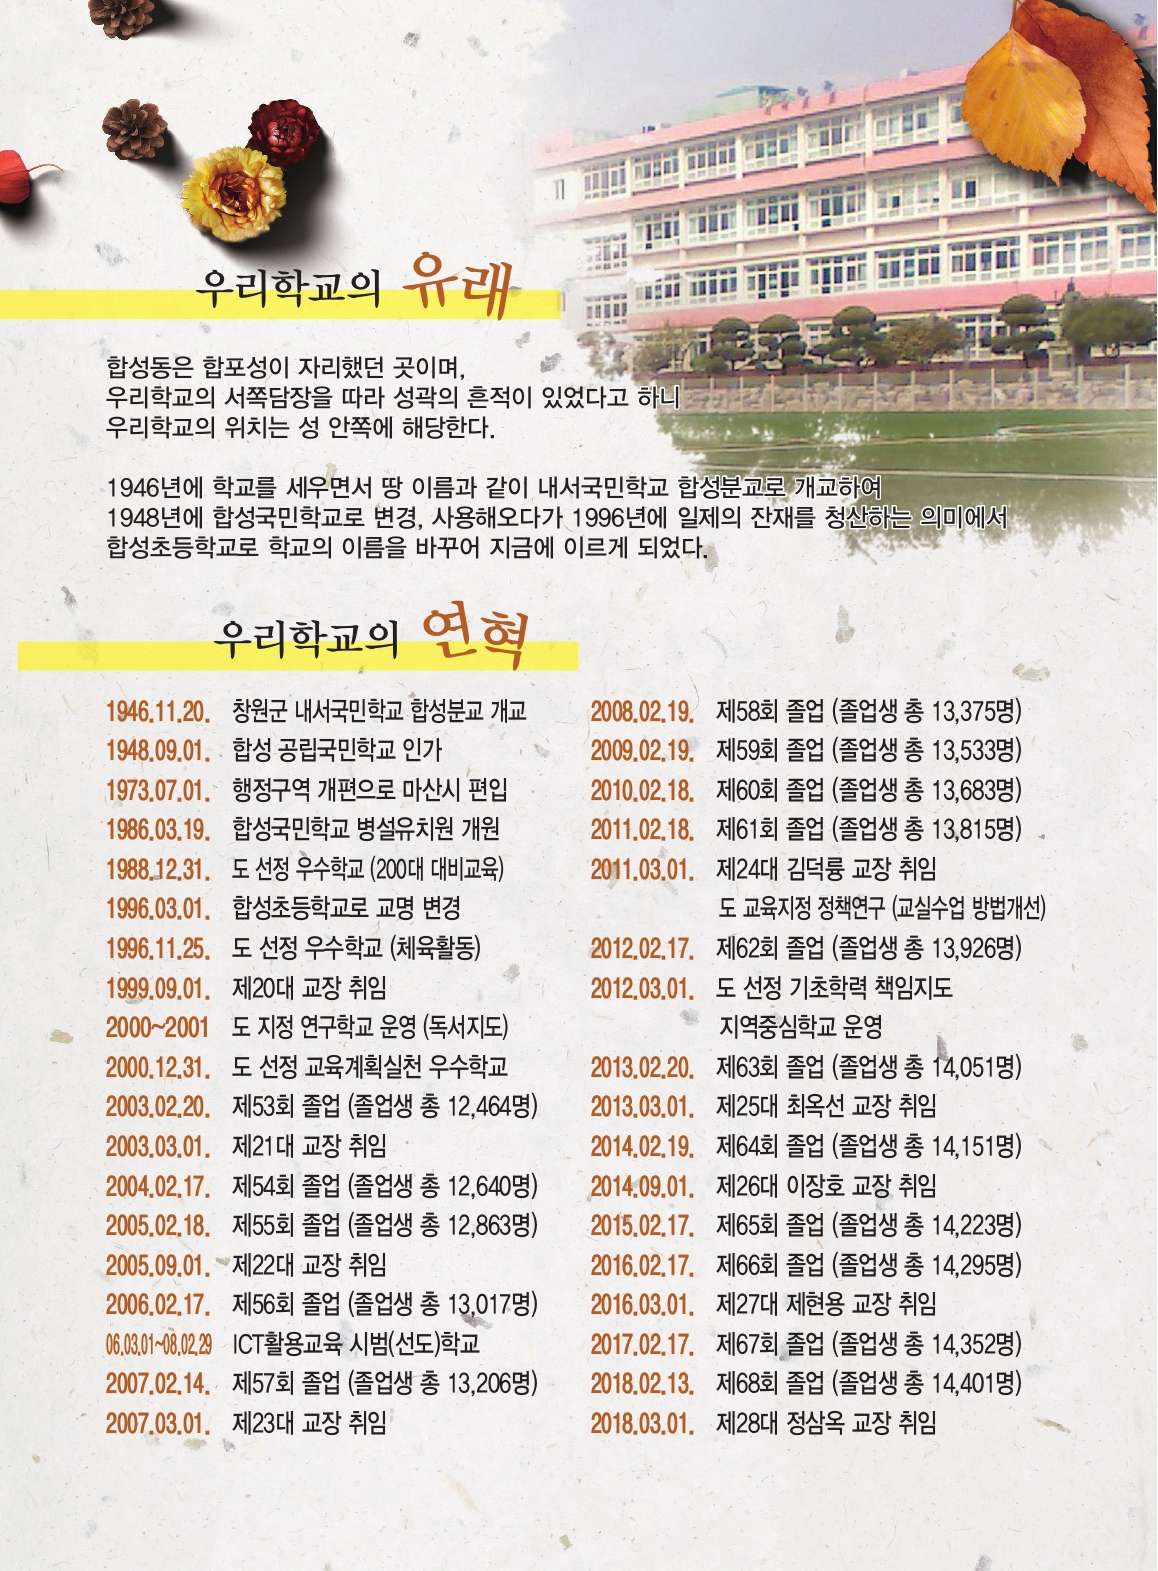 우리학교의 유래
합성동은 합포성이 자리했던 곳이며,
우리학교의 서쪽담장을 따라 성곽의 흔적이 있었다고 하니
우리학교의 위치는 성 안쪽에 해당한다.
1946년에 학교를 세우면서 땅 이름과 같이 내서국민학교 합성분교로 개교하여
1948년에 합성국민학교로 변경, 사용해오다가 1996년에 일제의 잔재를 청산하는 의미에서
합성초등학교로 학교의 이름을 바꾸어 지금에 이르게 되었다.
우리학교의 연혁
1946.11.20. 창원군 내서국민학교 합성분교 개교
1948.09.01. 합성 공립국민학교 인가
1973.07.01. 행정구역 개편으로 마산시 편입
1986.03.19. 합성국민학교 병설유치원 개원
1988.12.31. 도 선정 우수학교 (200대 대비교육)
1996.03.01. 합성초등학교로 교명 변경
1996.11.25. 도 선정 우수학교 (체육활동)
1999.09.01. 제20대 교장 취임
2000~2001 도 지정 연구학교 운영 (독서지도)
2000.12.31. 도 선정 교육계획실천 우수학교
2003.02.20. 제53회 졸업 (졸업생 총 12,464명)
2003.03.01. 제21대 교장 취임
2004.02.17. 제54회 졸업 (졸업생 총 12,640명)
2005.02.18. 제55회 졸업 (졸업생 총 12,863명)
2005.09.01. 제22대 교장 취임
2006.02.17. 제56회 졸업 (졸업생 총 13,017명)
06.03.01~08.02.29 ICT활용교육 시범(선도)학교
2007.02.14. 제57회 졸업 (졸업생 총 13,206명)
2007.03.01. 제23대 교장 취임
2008.02.19. 제58회 졸업 (졸업생 총 13,375명)
2009.02.19. 제59회 졸업 (졸업생 총 13,533명)
2010.02.18. 제60회 졸업 (졸업생 총 13,683명)
2011.02.18. 제61회 졸업 (졸업생 총 13,815명)
2011.03.01. 제24대 김덕륭 교장 취임
도 교육지정 정책연구 (교실수업 방법개선)
2012.02.17. 제62회 졸업 (졸업생 총 13,926명)
2012.03.01. 도 선정 기초학력 책임지도
지역중심학교 운영
2013.02.20. 제63회 졸업 (졸업생 총 14,051명)
2013.03.01. 제25대 최옥선 교장 취임
2014.02.19. 제64회 졸업 (졸업생 총 14,151명)
2014.09.01. 제26대 이장호 교장 취임
2015.02.17. 제65회 졸업 (졸업생 총 14,223명)
2016.02.17. 제66회 졸업 (졸업생 총 14,295명)
2016.03.01. 제27대 제현용 교장 취임
2017.02.17. 제67회 졸업 (졸업생 총 14,352명)
2018.02.13. 제68회 졸업 (졸업생 총 14,401명)
2018.03.01. 제28대 정삼옥 교장 취임